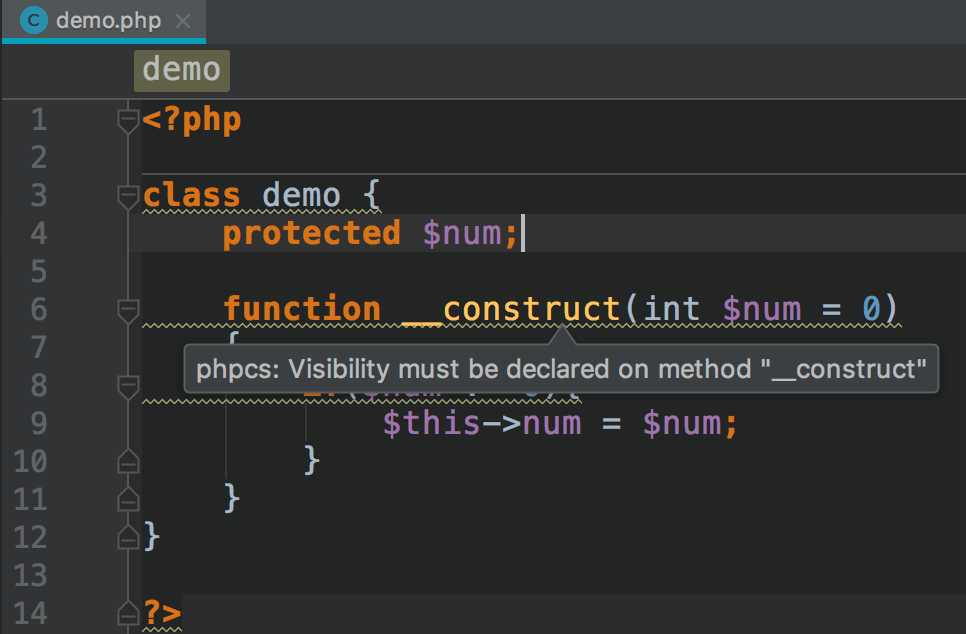 C demo.php
demo
1 <?php
2
3 class demo {
4 protected $num;
5
6 function __construct(int $num = 0)
7 {
phpcs: Visibility must be declared on method "__construct"
8
9 $this->num = $num;
10 }
11 }
12 }
13
14 ?>